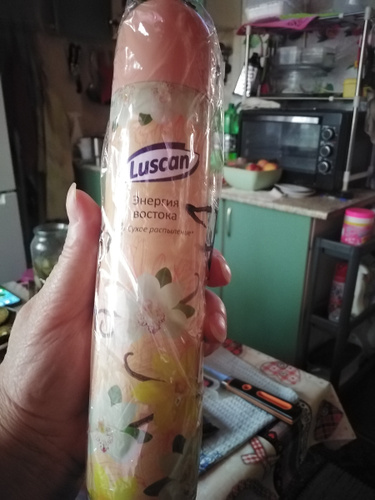 Luscan
Энергия
востока
Сухое распыление*